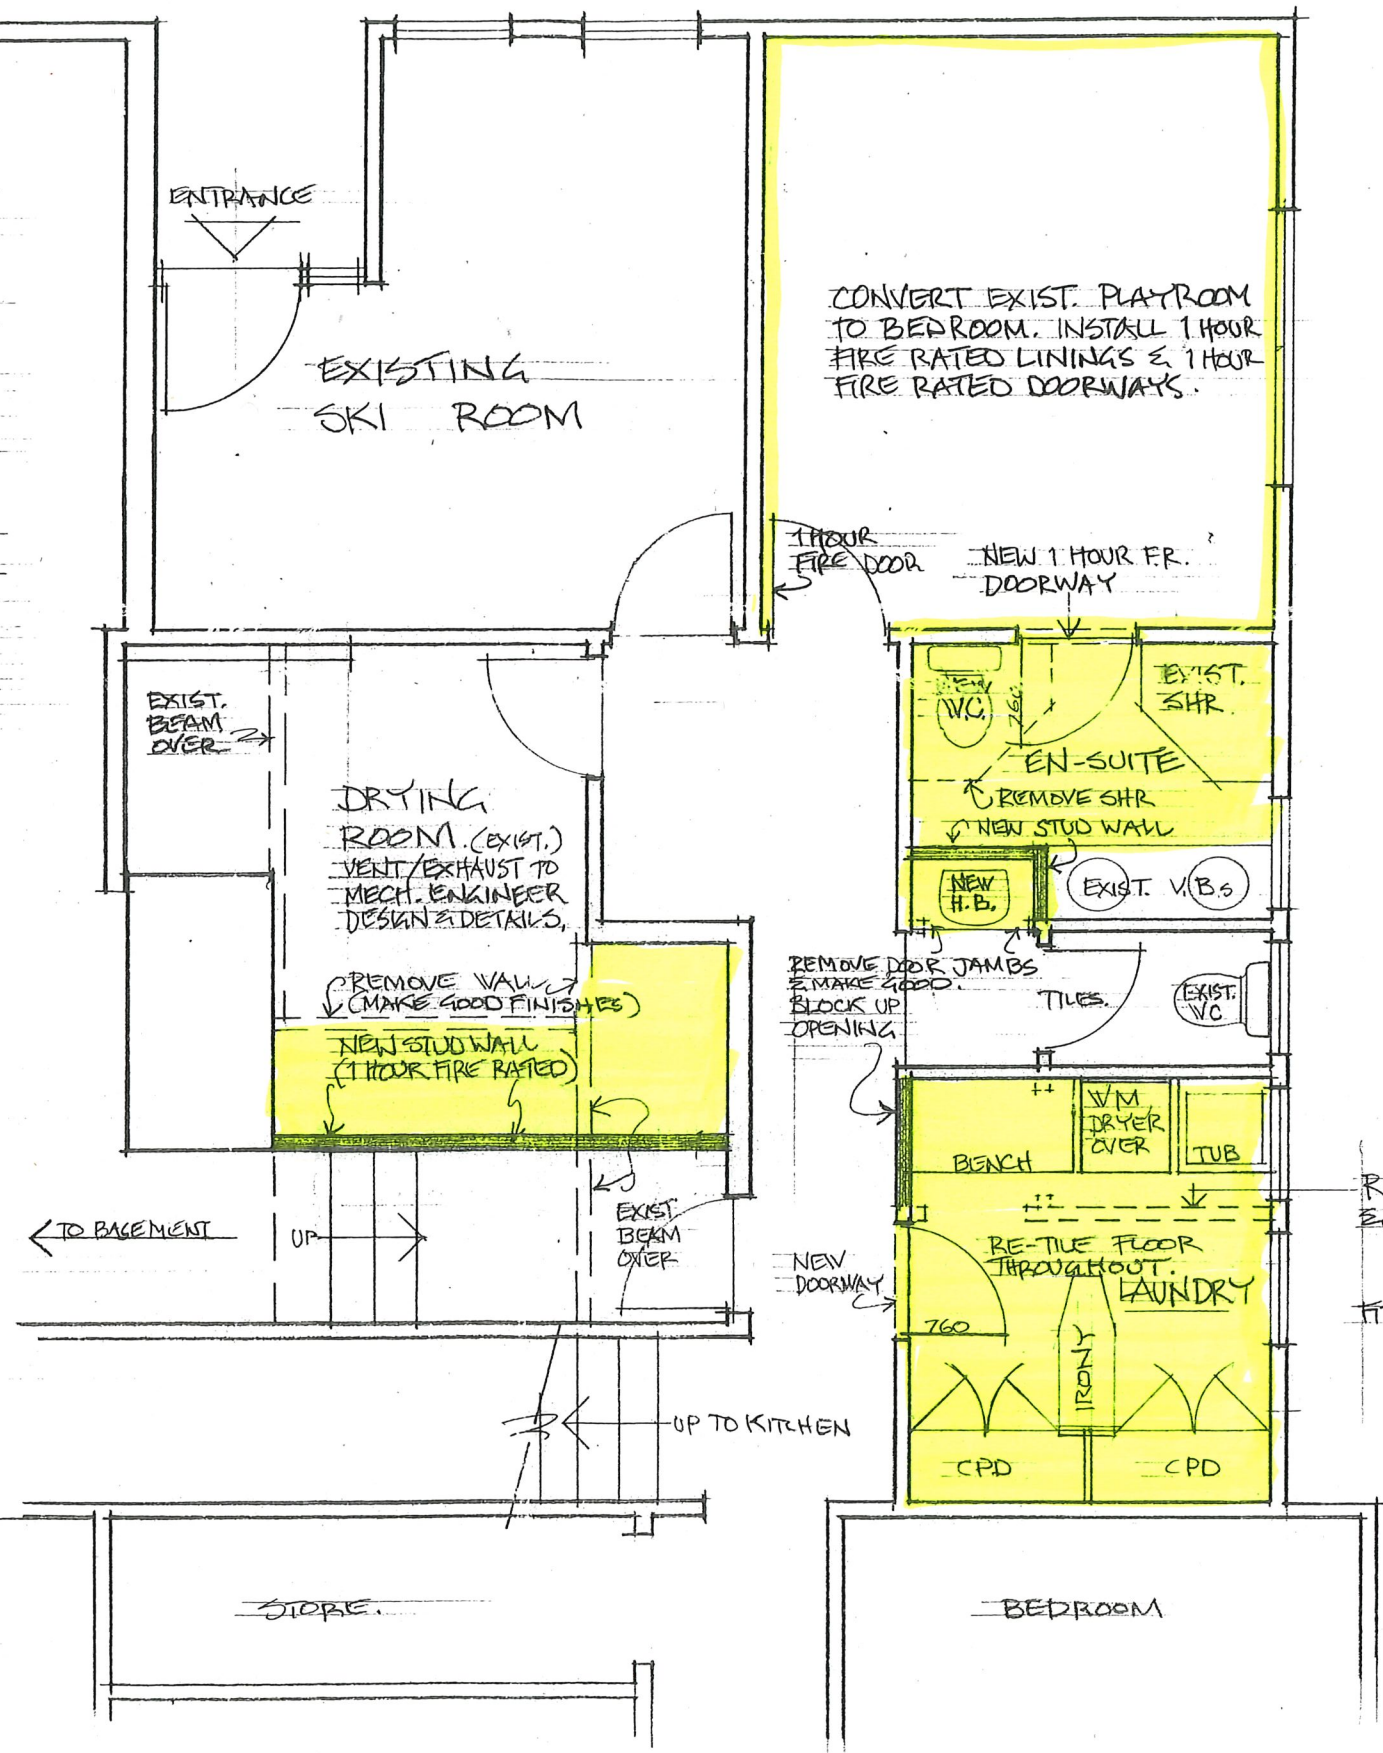 ENTRANCE
EXISTING
SKI ROOM
CONVERT EXIST. PLAYROOM
TO BEDROOM. INSTALL 1 HOUR
FIRE RATED LININGS & 1 HOUR
FIRE RATED DOORWAYS.
1 HOUR
FIRE DOOR
NEW 1 HOUR F.R.
DOORWAY
EXIST.
BEAM
OVER
NEW
W.C.
760
EXIST.
SHR.
EN-SUITE
REMOVE SHR
NEW STUD WALL
DRYING
ROOM. (EXIST.)
VENT/EXHAUST TO
MECH. ENGINEER
DESIGN & DETAILS.
NEW
H.B.
EXIST. V.B.s
REMOVE WALL
(MAKE GOOD FINISHES)
NEW STUD WALL
(1 HOUR FIRE RATED)
REMOVE DOOR JAMBS
& MAKE GOOD.
BLOCK UP
OPENING
TILES.
EXIST.
WC
BENCH
WM
DRYER
OVER
TUB
TO BASEMENT
UP
EXIST
BEAM
OVER
NEW
DOORWAY
RE-TILE FLOOR
THROUGHOUT.
LAUNDRY
760
IRONY
R
&
UP TO KITCHEN
CPD
CPD
STORE.
BEDROOM